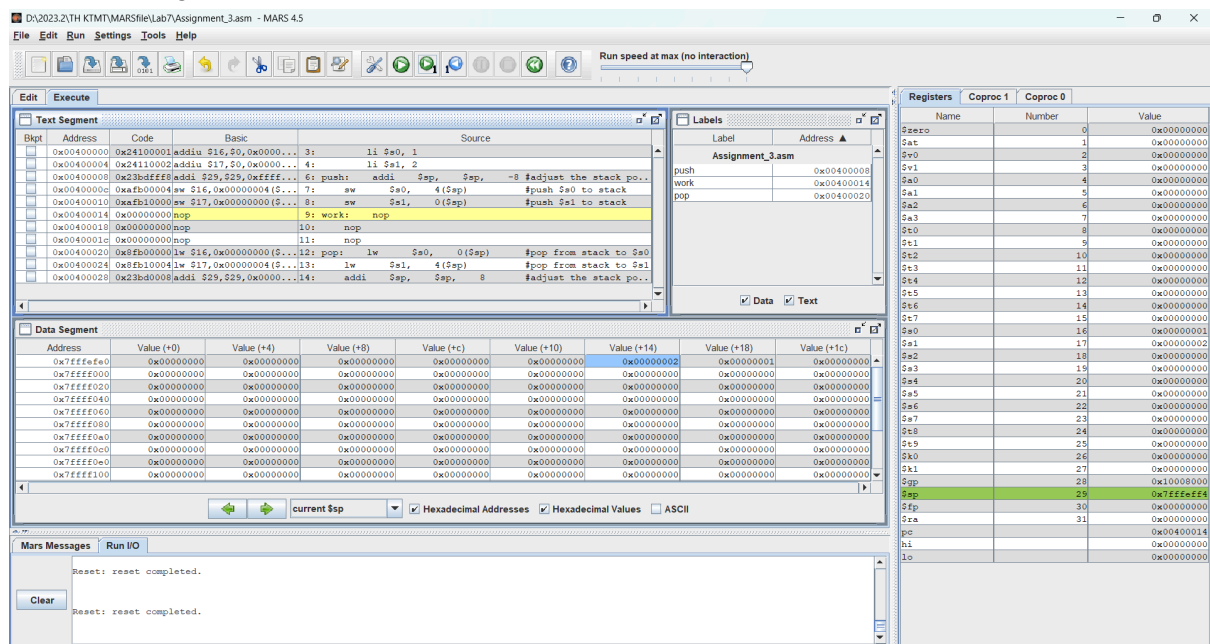 D:\2023.2\TH KTMT\MARSfile\Lab7\Assignment_3.asm - MARS 4.5
File Edit Run Settings Tools Help
Run speed at max (no interaction)
Edit Execute
Text Segment
Bkpt Address Code Basic Source
0x00400000 0x24100001 addiu $16,$0,0x0000... 3: li $s0, 1
0x00400004 0x24110002 addiu $17,$0,0x0000... 4: li $s1, 2
0x00400008 0x23bdfff8 addi $29,$29,0xffff... 6: push: addi $sp, $sp, -8 #adjust the stack po..
0x0040000c 0xafb00004 sw $16,0x00000004($... 7: sw $s0, 4($sp) #push $s0 to stack
0x00400010 0xafb10000 sw $17,0x00000000($... 8: sw $s1, 0($sp) #push $s1 to stack
0x00400014 0x00000000 nop 9: work: nop
0x00400018 0x00000000 nop 10: nop
0x0040001c 0x00000000 nop 11: nop
0x00400020 0x8fb00000 lw $16,0x00000000($... 12: pop: lw $s0, 0($sp) #pop from stack to $s0
0x00400024 0x8fb10004 lw $17,0x00000004($... 13: lw $s1, 4($sp) #pop from stack to $s1
0x00400028 0x23bd0008 addi $29,$29,0x0000... 14: addi $sp, $sp, 8 #adjust the stack po..
Labels
Label Address ▲
Assignment_3.asm
push 0x00400008
work 0x00400014
pop 0x00400020
Data Text
Data Segment
Address Value (+0) Value (+4) Value (+8) Value (+c) Value (+10) Value (+14) Value (+18) Value (+1c)
0x7fffefe0 0x00000000 0x00000000 0x00000000 0x00000000 0x00000000 0x00000002 0x00000001 0x00000000
0x7ffff000 0x00000000 0x00000000 0x00000000 0x00000000 0x00000000 0x00000000 0x00000000 0x00000000
0x7ffff020 0x00000000 0x00000000 0x00000000 0x00000000 0x00000000 0x00000000 0x00000000 0x00000000
0x7ffff040 0x00000000 0x00000000 0x00000000 0x00000000 0x00000000 0x00000000 0x00000000 0x00000000
0x7ffff060 0x00000000 0x00000000 0x00000000 0x00000000 0x00000000 0x00000000 0x00000000 0x00000000
0x7ffff080 0x00000000 0x00000000 0x00000000 0x00000000 0x00000000 0x00000000 0x00000000 0x00000000
0x7ffff0a0 0x00000000 0x00000000 0x00000000 0x00000000 0x00000000 0x00000000 0x00000000 0x00000000
0x7ffff0c0 0x00000000 0x00000000 0x00000000 0x00000000 0x00000000 0x00000000 0x00000000 0x00000000
0x7ffff0e0 0x00000000 0x00000000 0x00000000 0x00000000 0x00000000 0x00000000 0x00000000 0x00000000
0x7ffff100 0x00000000 0x00000000 0x00000000 0x00000000 0x00000000 0x00000000 0x00000000 0x00000000
current $sp Hexadecimal Addresses Hexadecimal Values ASCII
Mars Messages Run I/O
Reset: reset completed.
Clear
Reset: reset completed.
Registers Coproc 1 Coproc 0
Name Number Value
$zero 0 0x00000000
$at 1 0x00000000
$v0 2 0x00000000
$v1 3 0x00000000
$a0 4 0x00000000
$a1 5 0x00000000
$a2 6 0x00000000
$a3 7 0x00000000
$t0 8 0x00000000
$t1 9 0x00000000
$t2 10 0x00000000
$t3 11 0x00000000
$t4 12 0x00000000
$t5 13 0x00000000
$t6 14 0x00000000
$t7 15 0x00000000
$s0 16 0x00000001
$s1 17 0x00000002
$s2 18 0x00000000
$s3 19 0x00000000
$s4 20 0x00000000
$s5 21 0x00000000
$s6 22 0x00000000
$s7 23 0x00000000
$t8 24 0x00000000
$t9 25 0x00000000
$k0 26 0x00000000
$k1 27 0x00000000
$gp 28 0x10008000
$sp 29 0x7fffeff4
$fp 30 0x00000000
$ra 31 0x00000000
pc 0x00400014
hi 0x00000000
lo 0x00000000